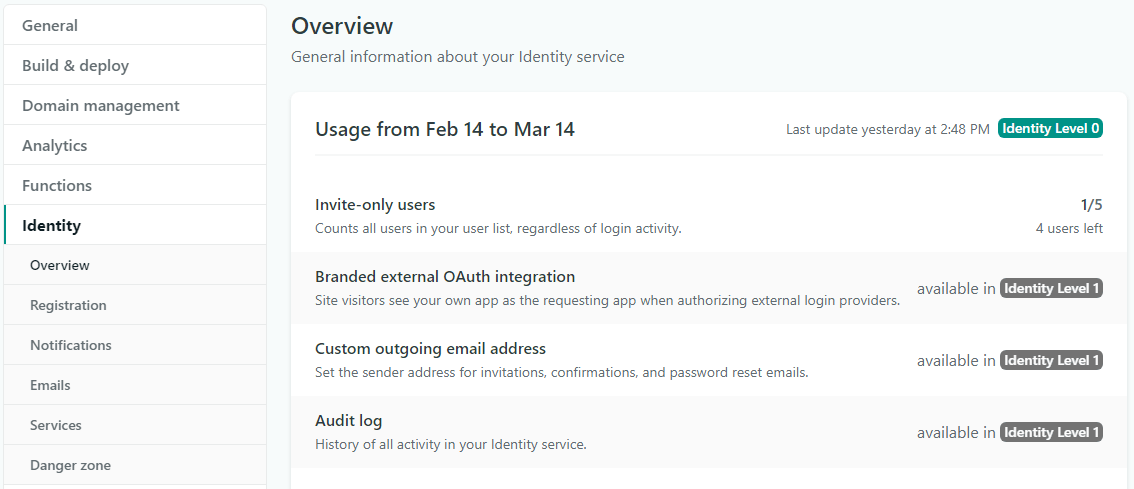 General
Build & deploy
Domain management
Analytics
Functions
Identity
Overview
Registration
Notifications
Emails
Services
Danger zone
Overview
General information about your Identity service
Usage from Feb 14 to Mar 14
Last update yesterday at 2:48 PM Identity Level 0
Invite-only users
1/5
Counts all users in your user list, regardless of login activity.
4 users left
Branded external OAuth integration
Site visitors see your own app as the requesting app when authorizing external login providers.
available in Identity Level 1
Custom outgoing email address
Set the sender address for invitations, confirmations, and password reset emails.
available in Identity Level 1
Audit log
History of all activity in your Identity service.
available in Identity Level 1